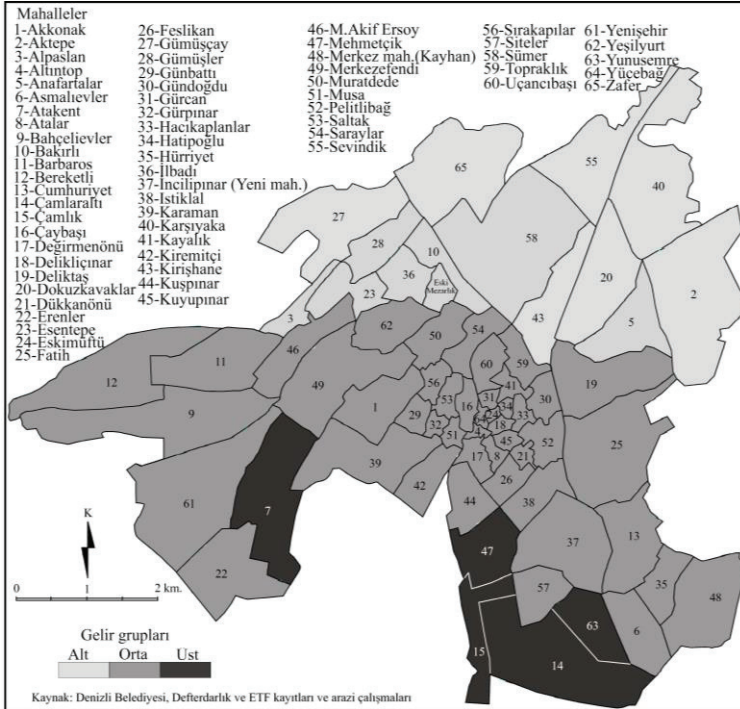 Mahalleler
1-Akkonak
2-Aktepe
3-Alpaslan
4-Altıntop
5-Anafartalar
6-Asmalıevler
7-Atakent
8-Atalar
9-Bahçelievler
10-Bakırlı
11-Barbaros
12-Bereketli
13-Cumhuriyet
14-Çamlaraltı
15-Çamlık
16-Çaybaşı
17-Değirmenönü
18-Delikliçınar
19-Deliktaş
20-Dokuzkavaklar
21-Dükkanönü
22-Erenler
23-Esentepe
24-Eskimüftü
25-Fatih
26-Feslikan
27-Gümüşçay
28-Gümüşler
29-Günbattı
30-Gündoğdu
31-Gürcan
32-Gürpınar
33-Hacıkaplanlar
34-Hatipoğlu
35-Hürriyet
36-İlbadi
37-İncilipınar (Yeni mah.)
38-İstiklal
39-Karaman
40-Karşıyaka
41-Kayalık
42-Kiremitçi
43-Kirişhane
44-Kuşpınar
45-Kuyupınar
46-M.Akif Ersoy
47-Mehmetçik
48-Merkez mah.(Kayhan)
49-Merkezefendi
50-Muratdede
51-Musa
52-Pelitlibağ
53-Saltak
54-Saraylar
55-Sevindik
56-Sırakapılar
57-Siteler
58-Sümer
59-Topraklık
60-Uçancıbaşı
61-Yenişehir
62-Yeşilyurt
63-Yunusemre
64-Yücebağ
65-Zafer
65
55
40
27
28
10
58
36
Eski
Mezarlık
20
2
23
3
43
5
62
50
54
46
11
59
12
49
60
19
56
41
31
53
30
1
16
34
24
33
9
29
32
64
18
4
51
45
52
25
17
8
21
39
26
42
44
38
61
7
47
37
13
22
57
35
48
63
6
15
14
K
0
1
2 km.
Gelir grupları
Alt
Orta
Ust
Kaynak: Denizli Belediyesi, Defterdarlık ve ETF kayıtları ve arazi çalışmaları